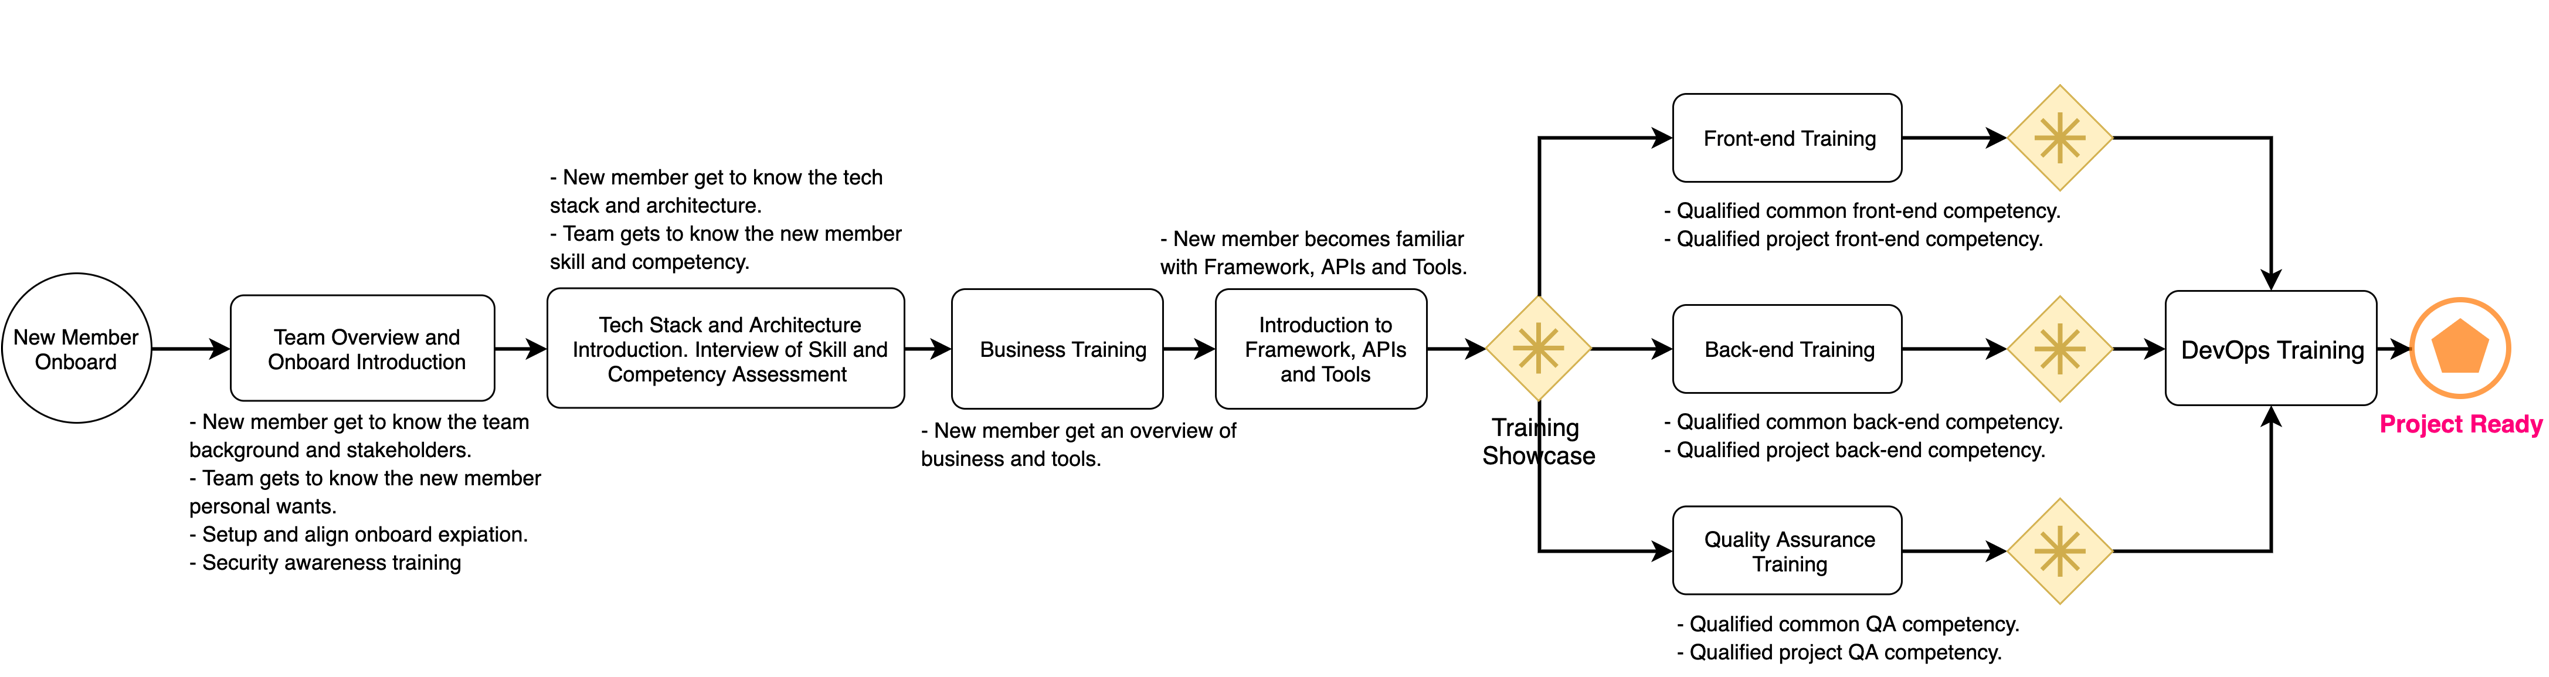 New Member
Onboard
Team Overview and
Onboard Introduction
- New member get to know the team
background and stakeholders.
- Team gets to know the new member
personal wants.
- Setup and align onboard expiation.
- Security awareness training
- New member get to know the tech
stack and architecture.
- Team gets to know the new member
skill and competency.
Tech Stack and Architecture
Introduction. Interview of Skill and
Competency Assessment
Business Training
- New member get an overview of
business and tools.
- New member becomes familiar
with Framework, APIs and Tools.
Introduction to
Framework, APIs
and Tools
Training
Showcase
Front-end Training
- Qualified common front-end competency.
- Qualified project front-end competency.
Back-end Training
- Qualified common back-end competency.
- Qualified project back-end competency.
Quality Assurance
Training
- Qualified common QA competency.
- Qualified project QA competency.
DevOps Training
Project Ready